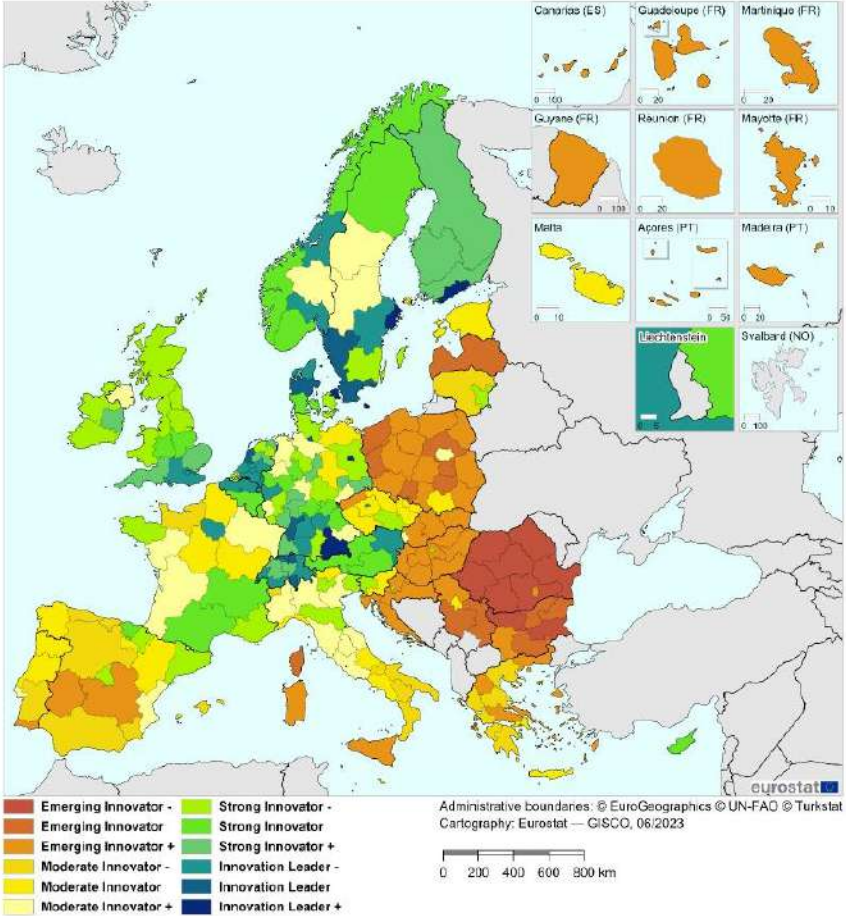 Canarias (ES)
0 100
Guadeloupe (FR)
0 20
Martinique (FR)
0 20
Guyane (FR)
0 100
Reunion (FR)
0 20
Mayotte (FR)
0 10
Malta
0 10
Açores (PT)
0 50
Madeira (PT)
0 20
Liechtenstein
0 5
Svalbard (NO)
0 100
eurostat
Emerging Innovator -
Emerging Innovator
Emerging Innovator +
Moderate Innovator -
Moderate Innovator
Moderate Innovator +
Strong Innovator -
Strong Innovator
Strong Innovator +
Innovation Leader -
Innovation Leader
Innovation Leader +
Administrative boundaries: © EuroGeographics © UN-FAO © Turkstat
Cartography: Eurostat — GISCO, 06/2023
0 200 400 600 800 km